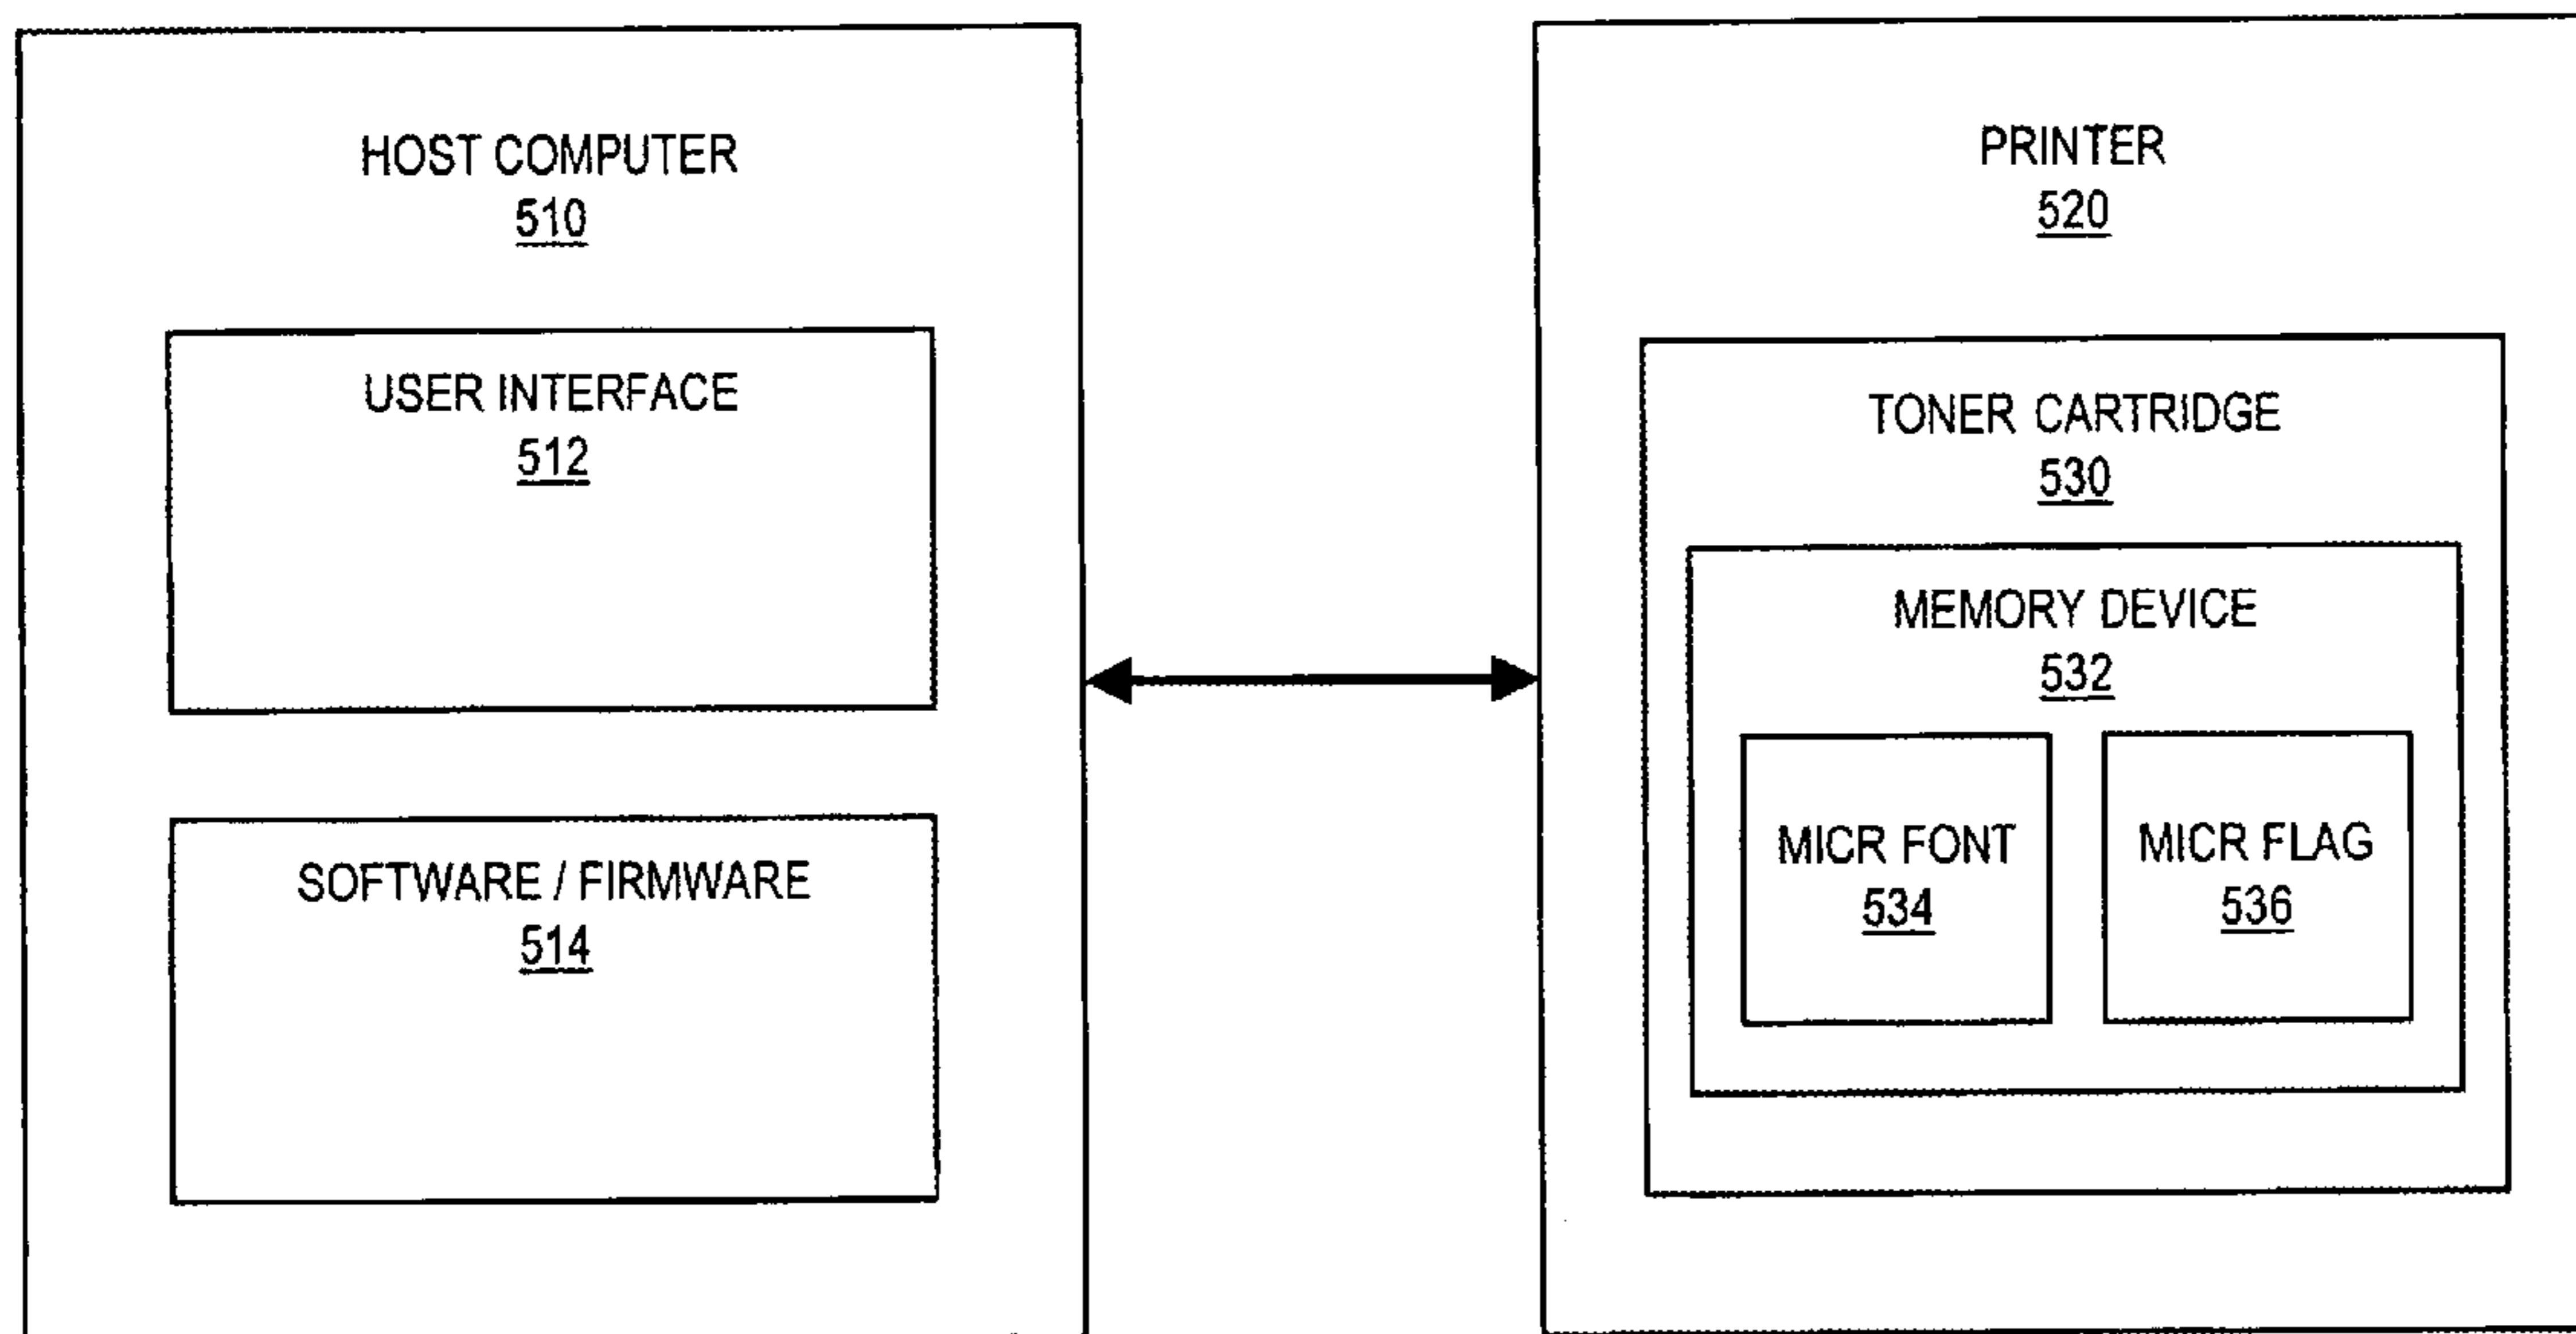 HOST COMPUTER
510
USER INTERFACE
512
SOFTWARE / FIRMWARE
514
PRINTER
520
TONER CARTRIDGE
530
MEMORY DEVICE
532
MICR FONT
534
MICR FLAG
536